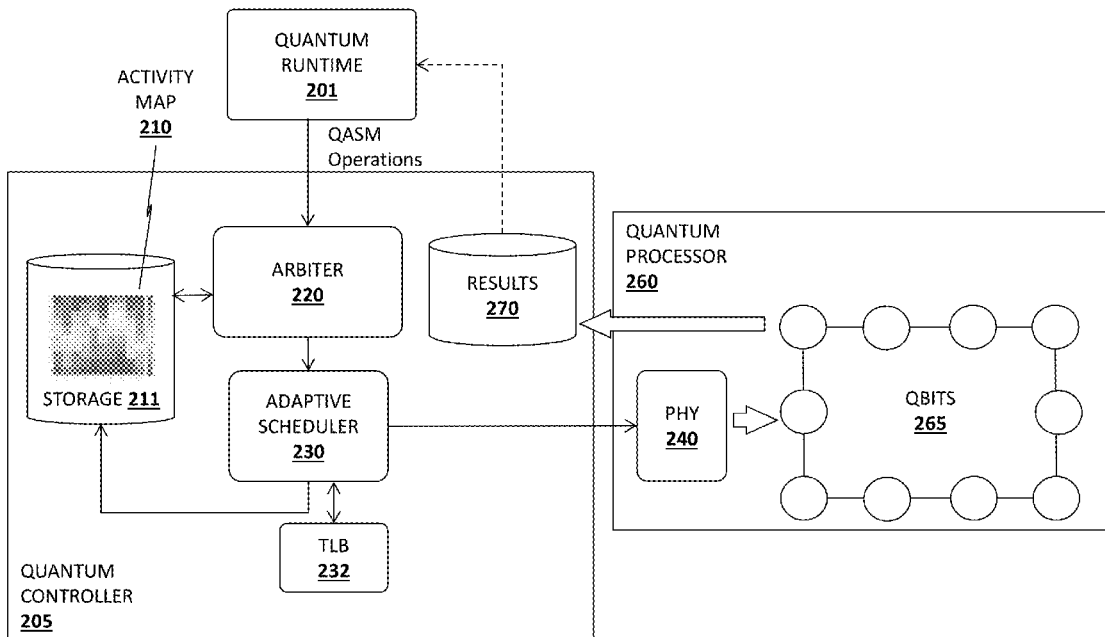 QUANTUM
RUNTIME
201
ACTIVITY
MAP
210
QASM
Operations
ARBITER
220
RESULTS
270
QUANTUM
PROCESSOR
260
STORAGE 211
ADAPTIVE
SCHEDULER
230
PHY
240
QBITS
265
TLB
232
QUANTUM
CONTROLLER
205